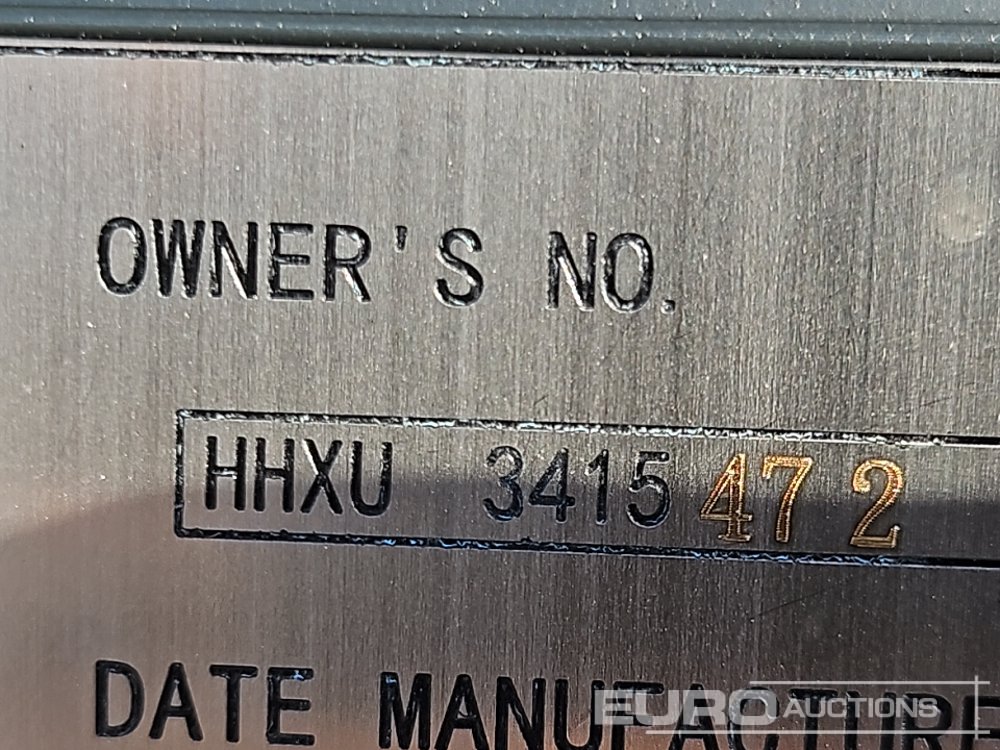 OWNER'S NO.
HHXU 3415472
DATE MANUFACTURE
EURO AUCTIONS